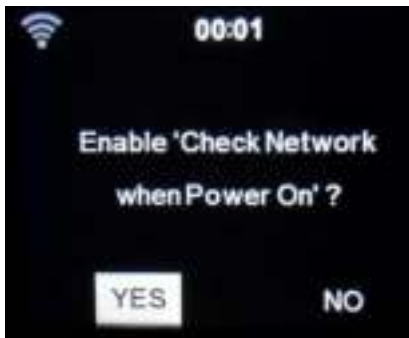 00:01
Enable 'Check Network
when Power On' ?
YES NO